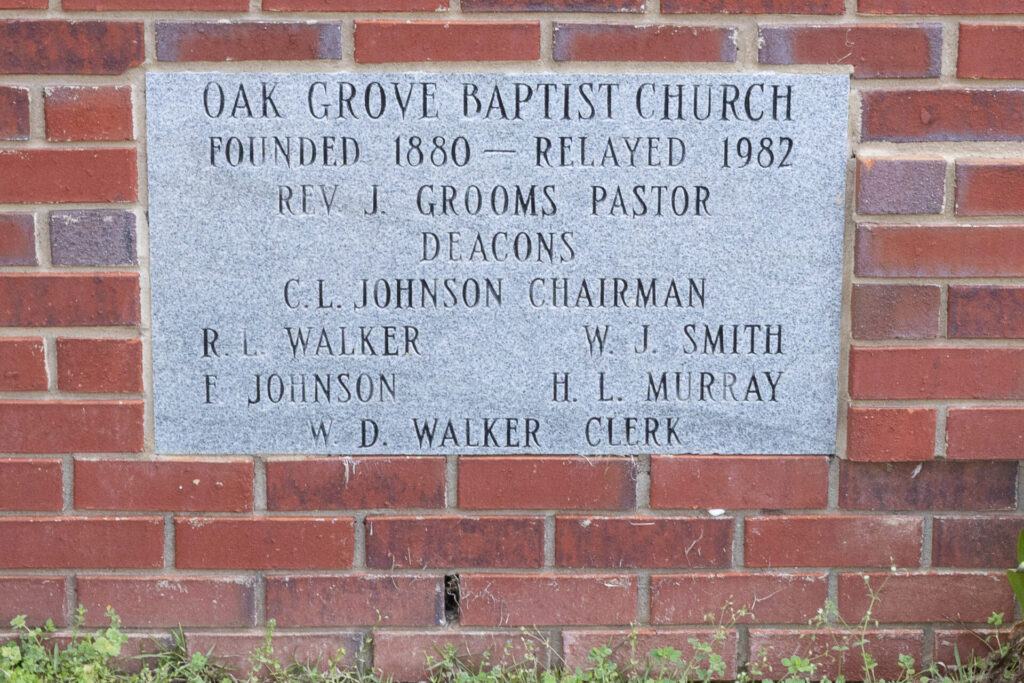 OAK GROVE BAPTIST CHURCH
FOUNDED 1880 — RELAYED 1982
REV. J. GROOMS PASTOR
DEACONS
C. L. JOHNSON CHAIRMAN
R. L. WALKER W. J. SMITH
F JOHNSON H. L. MURRAY
W. D. WALKER CLERK